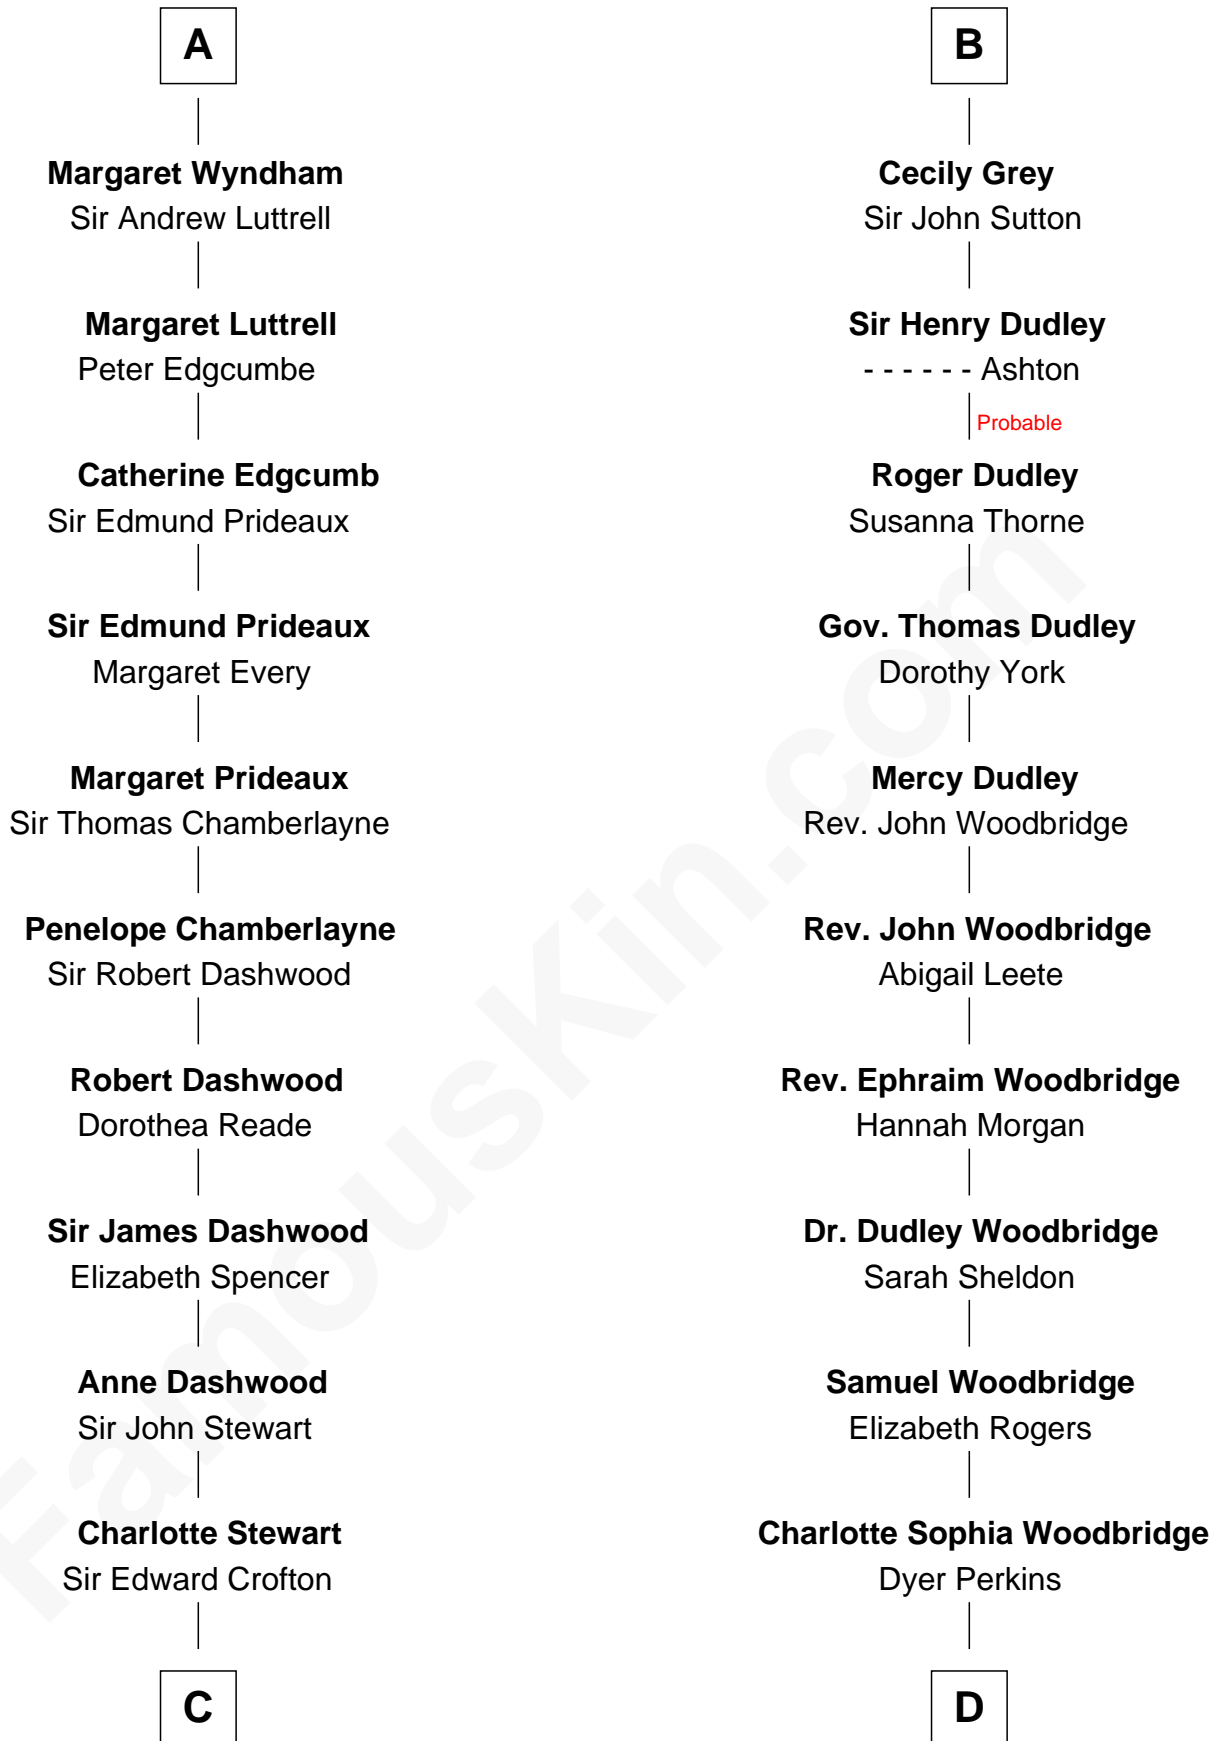 A
Margaret Wyndham
Sir Andrew Luttrell
Margaret Luttrell
Peter Edgcumbe
Catherine Edgcumb
Sir Edmund Prideaux
Sir Edmund Prideaux
Margaret Every
Margaret Prideaux
Sir Thomas Chamberlayne
Penelope Chamberlayne
Sir Robert Dashwood
Robert Dashwood
Dorothea Reade
Sir James Dashwood
Elizabeth Spencer
Anne Dashwood
Sir John Stewart
Charlotte Stewart
Sir Edward Crofton
C
B
Cecily Grey
Sir John Sutton
Sir Henry Dudley
- - - - - - Ashton
Probable
Roger Dudley
Susanna Thorne
Gov. Thomas Dudley
Dorothy York
Mercy Dudley
Rev. John Woodbridge
Rev. John Woodbridge
Abigail Leete
Rev. Ephraim Woodbridge
Hannah Morgan
Dr. Dudley Woodbridge
Sarah Sheldon
Samuel Woodbridge
Elizabeth Rogers
Charlotte Sophia Woodbridge
Dyer Perkins
D
FamousKin.com